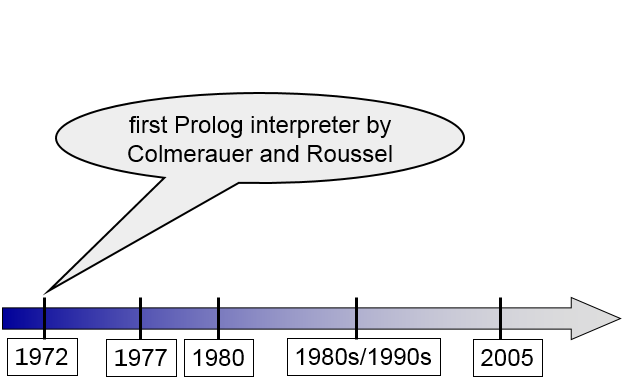 first Prolog interpreter by
Colmerauer and Roussel
1972 1977 1980 1980s/1990s 2005